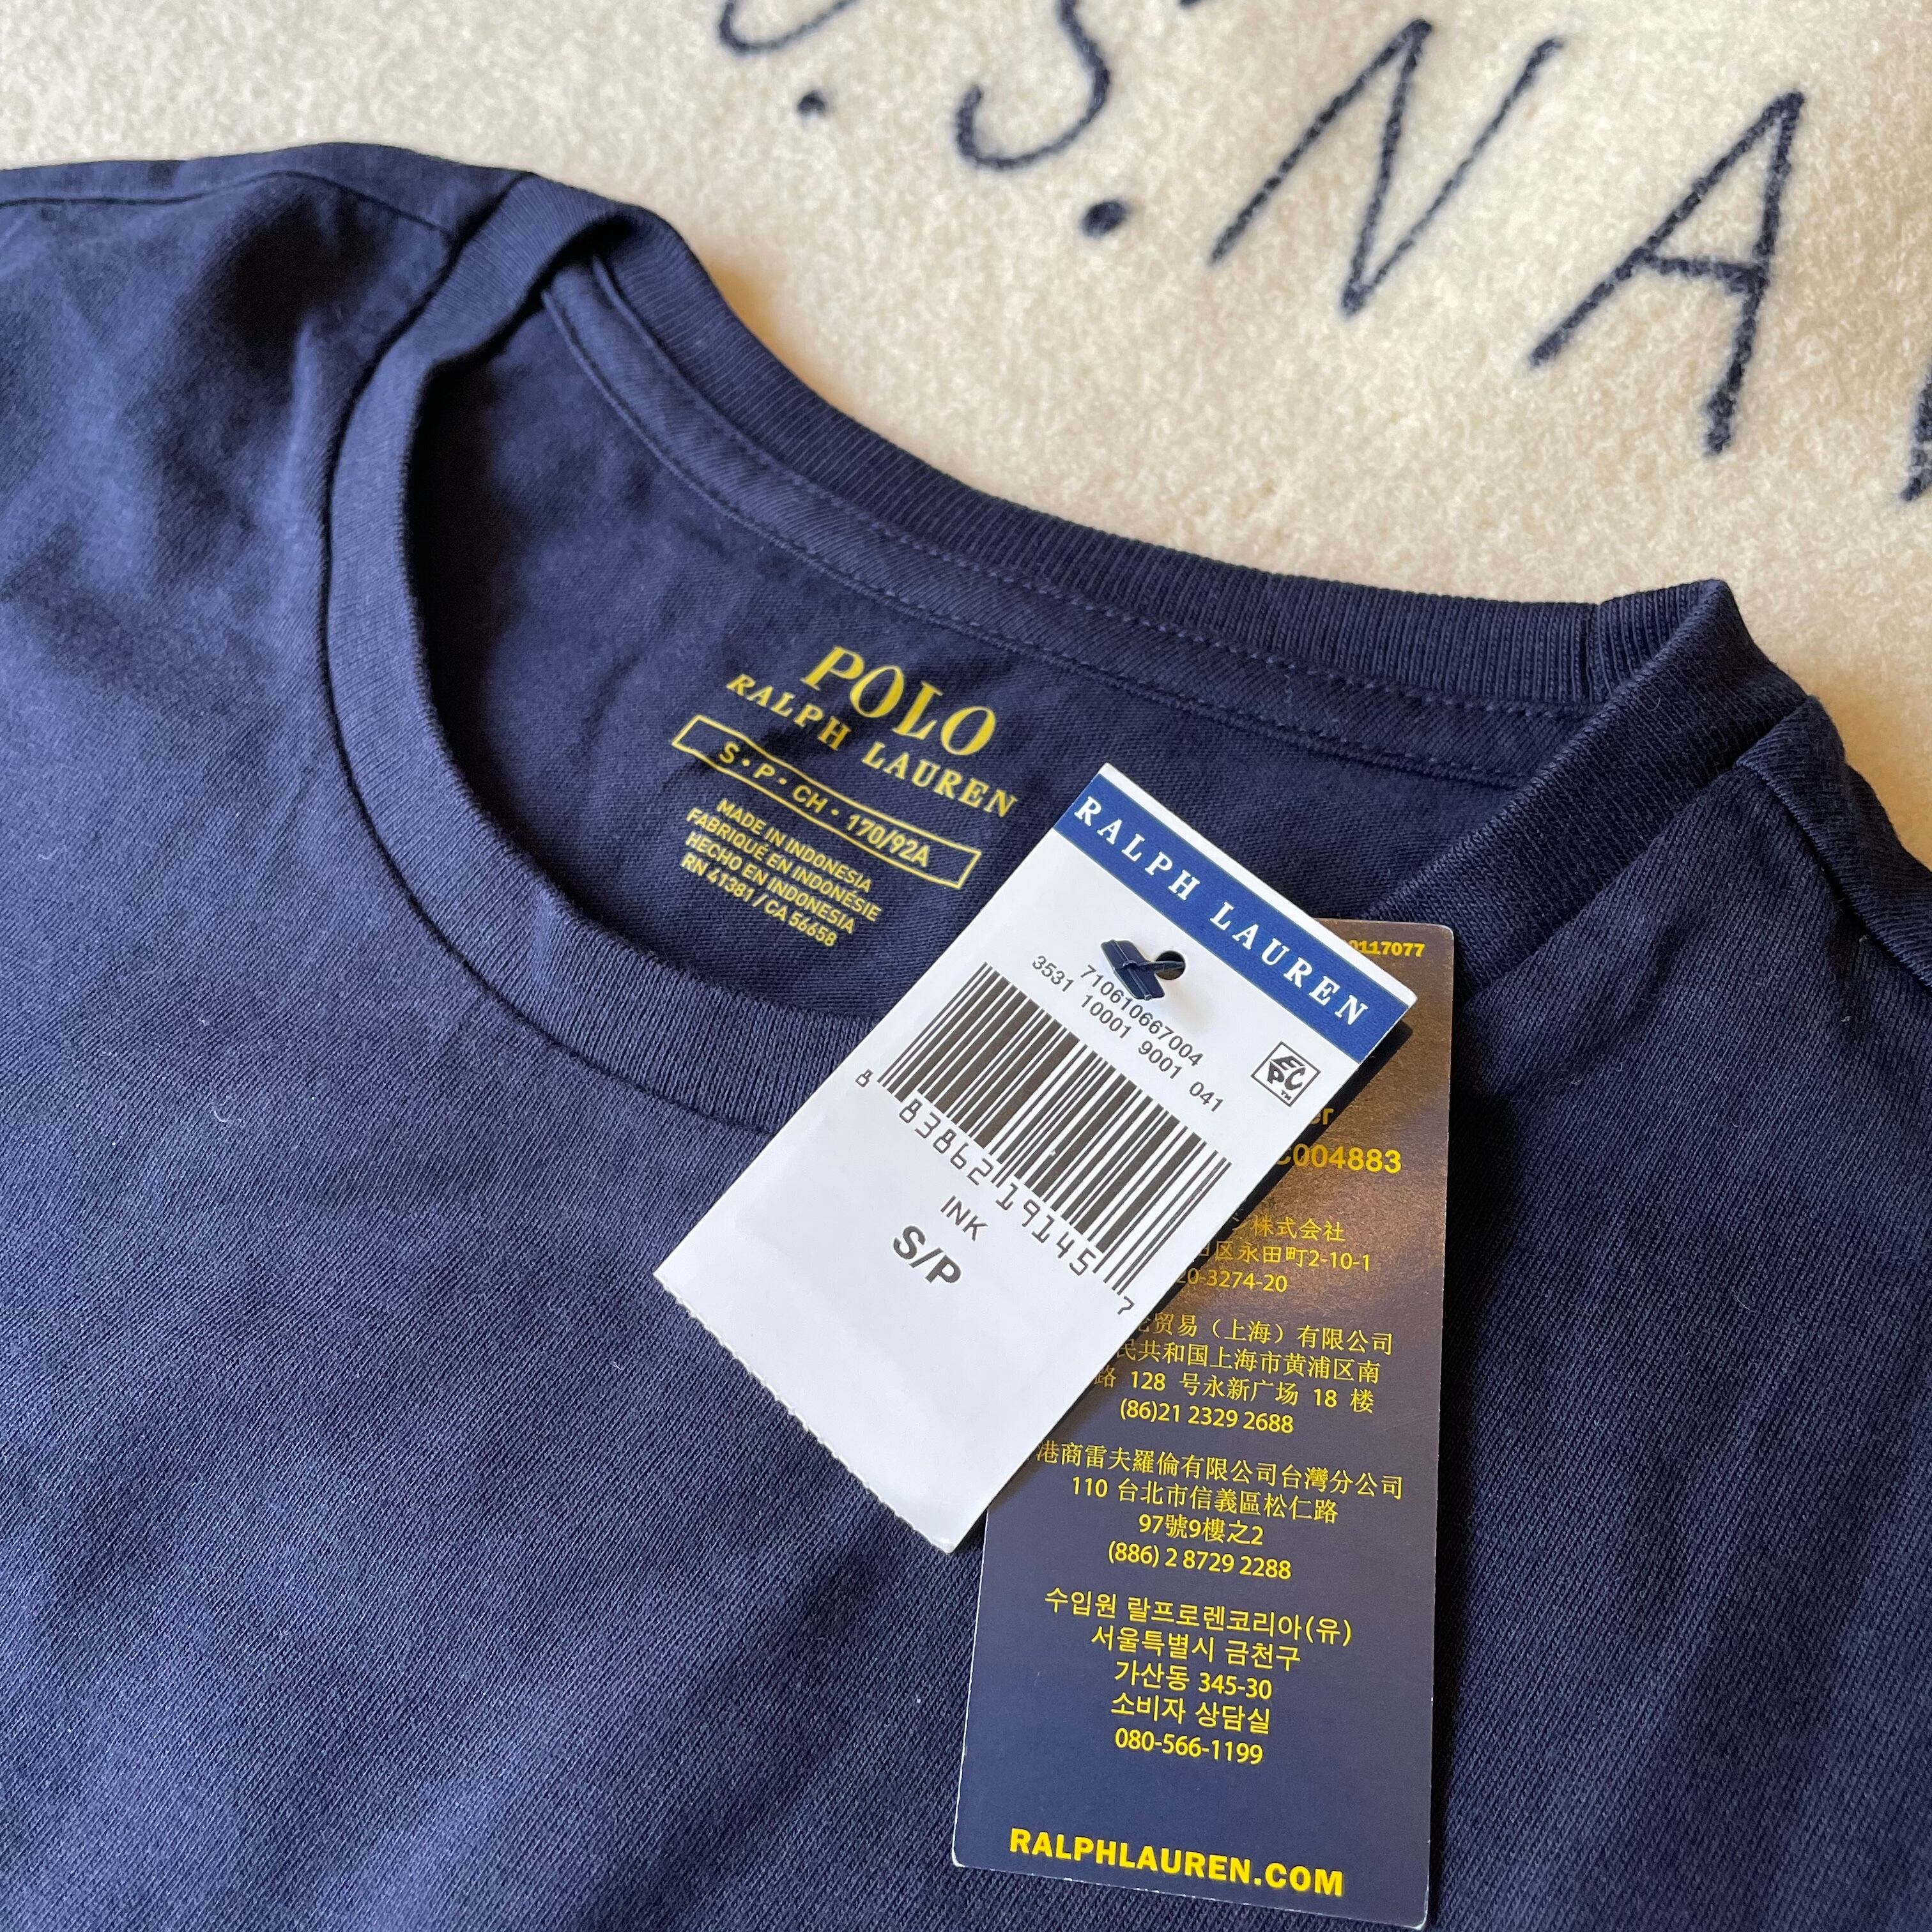 U.S.NA
POLO
RALPH LAUREN
S • P • CH • 170/92A
MADE IN INDONESIA
FABRIQUÉ EN INDONÉSIE
HECHO EN INDONESIA
RN 41381 / CA 56658
RALPH LAUREN
710610667004
3531 10001 9001 041
EPC™
8 83862 19145 7
INK
S/P
0117077
er
C004883
株式会社
区永田町2-10-1
20-3274-20
贸易（上海）有限公司
民共和国上海市黄浦区南
路 128 号永新广场 18 楼
(86)21 2329 2688
港商雷夫羅倫有限公司台灣分公司
110 台北市信義區松仁路
97號9樓之2
(886) 2 8729 2288
수입원 랄프로렌코리아(유)
서울특별시 금천구
가산동 345-30
소비자 상담실
080-566-1199
RALPHLAUREN.COM